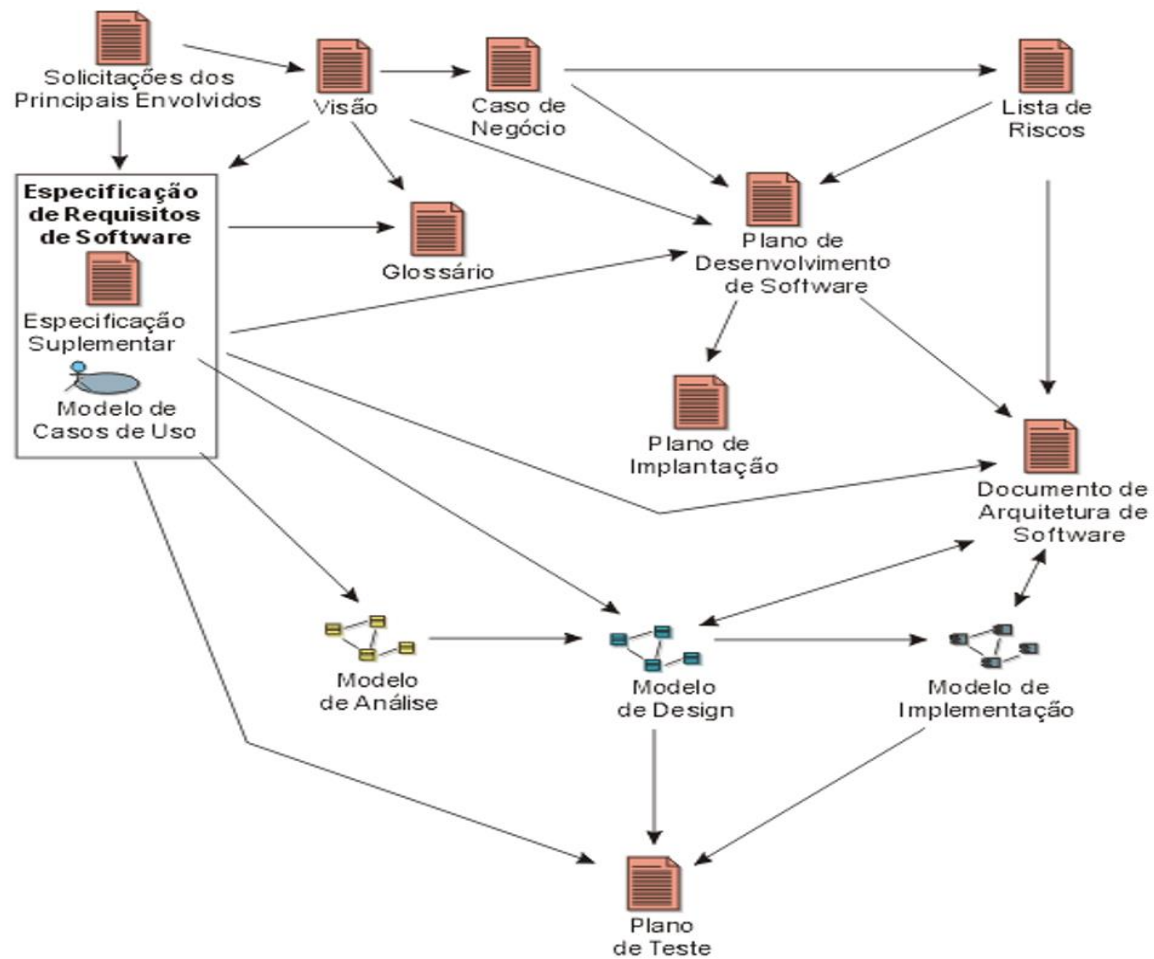 Solicitações dos
Principais Envolvidos
Visão
Caso de
Negócio
Lista de
Riscos
Especificação
de Requisitos
de Software
Especificação
Suplementar
Modelo de
Casos de Uso
Glossário
Plano de
Desenvolvimento
de Software
Plano de
Implantação
Documento de
Arquitetura de
Software
Modelo
de Análise
Modelo
de Design
Modelo de
Implementação
Plano
de Teste